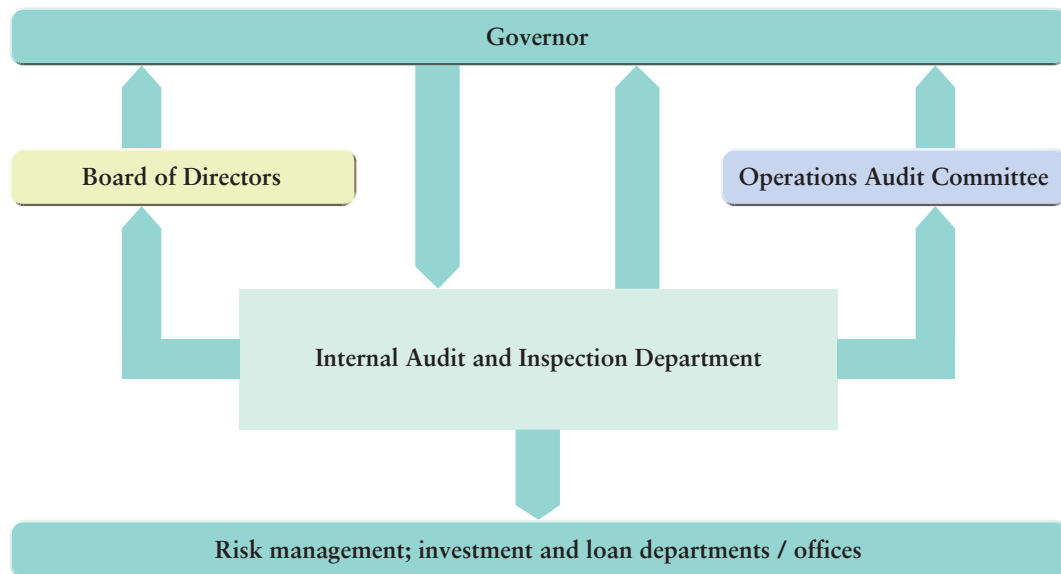 Governor
Board of Directors
Operations Audit Committee
Internal Audit and Inspection Department
Risk management; investment and loan departments / offices